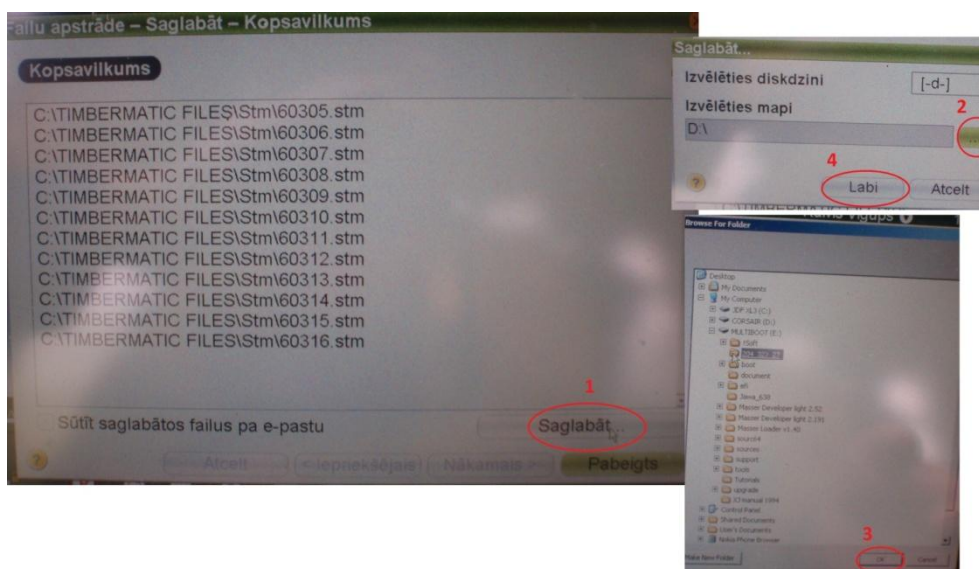 Failu apstrāde – Saglabāt – Kopsavilkums
Kopsavilkums
C:\TIMBERMATIC FILES\Stm\60305.stm
C:\TIMBERMATIC FILES\Stm\60306.stm
C:\TIMBERMATIC FILES\Stm\60307.stm
C:\TIMBERMATIC FILES\Stm\60308.stm
C:\TIMBERMATIC FILES\Stm\60309.stm
C:\TIMBERMATIC FILES\Stm\60310.stm
C:\TIMBERMATIC FILES\Stm\60311.stm
C:\TIMBERMATIC FILES\Stm\60312.stm
C:\TIMBERMATIC FILES\Stm\60313.stm
C:\TIMBERMATIC FILES\Stm\60314.stm
C:\TIMBERMATIC FILES\Stm\60315.stm
C:\TIMBERMATIC FILES\Stm\60316.stm
1
Sūtīt saglabātos failus pa e-pastu
Saglabāt...
? Atcelt < Iepriekšējais Nākamais > Pabeigts
Saglabāt...
Izvēlēties diskdzini [-d-]
Izvēlēties mapi
2
D:\ ...
4
? Labi Atcelt
Browse For Folder
Desktop
My Documents
My Computer
CORSAIR (D:)
MULTIBOOT (E:)
boot
document
Masser Developer light 2.52
Masser Loader v1.40
sources
support
tools
Tutorials
upgrade
Control Panel
Shared Documents
User's Documents
Nokia Phone Browser
3
Make New Folder OK Cancel